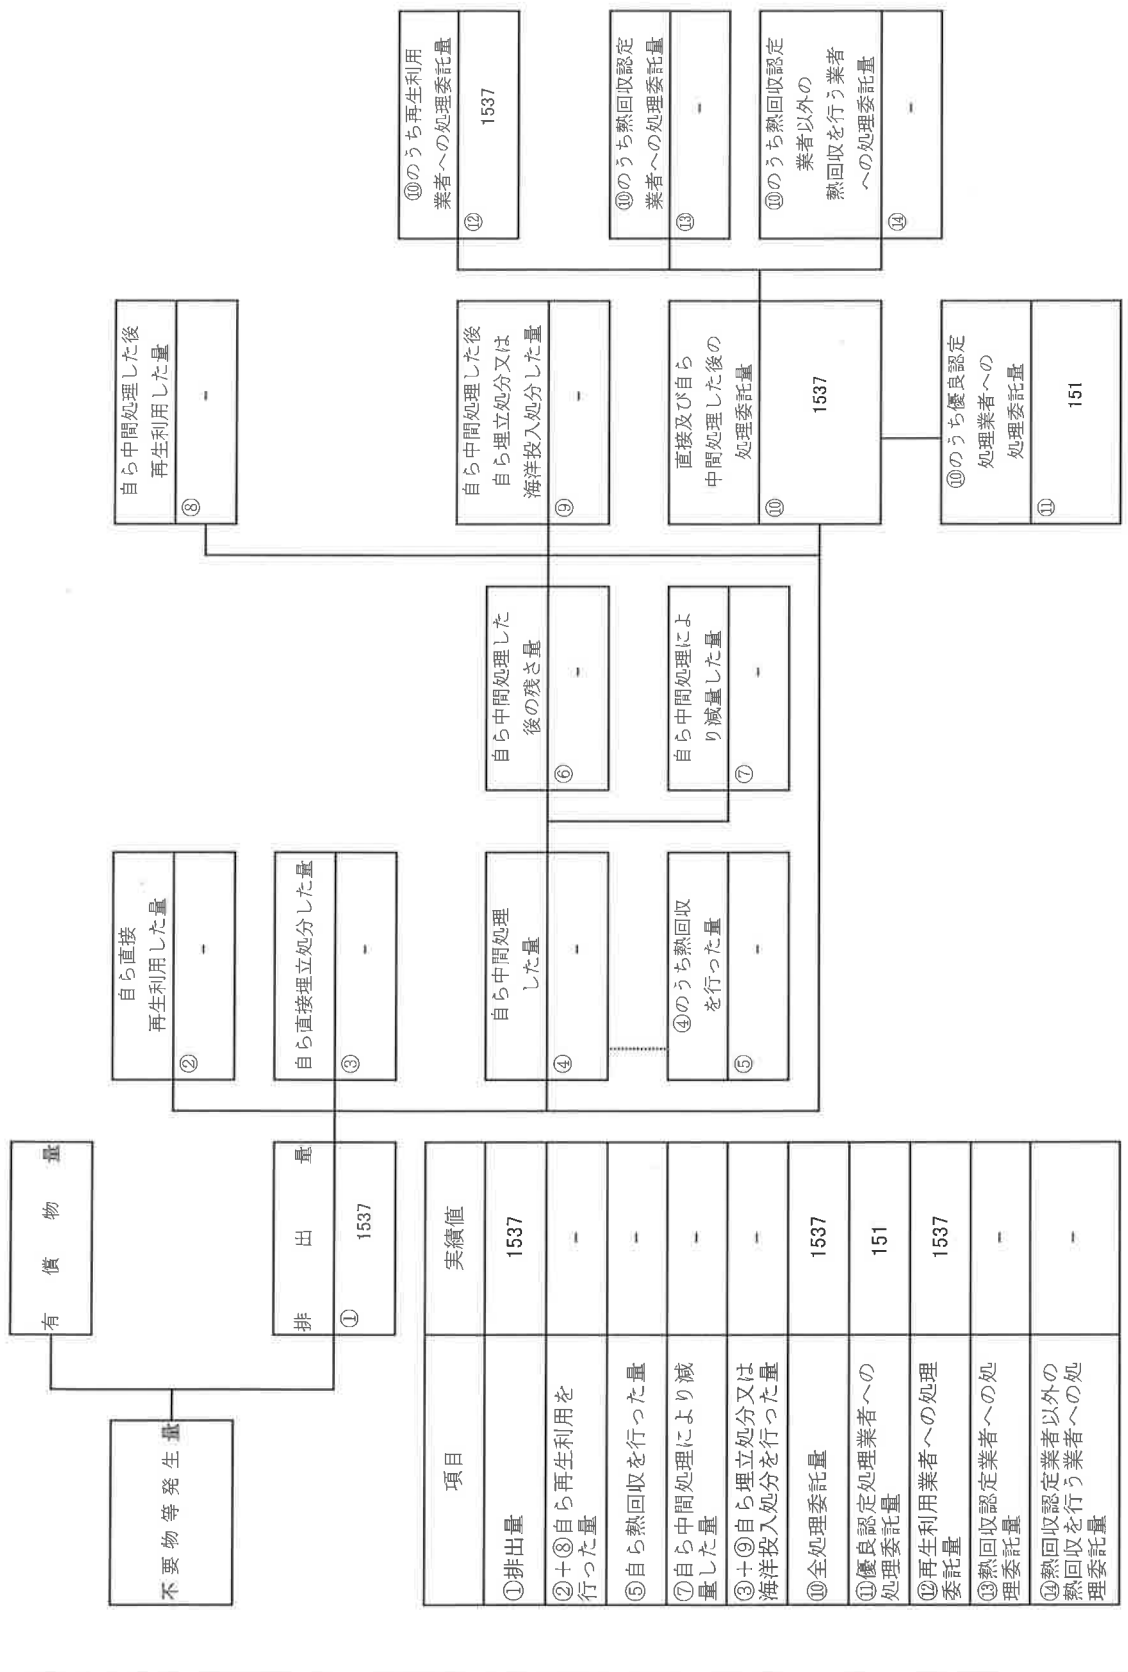 不要物等発生量
有償物量
排出量
①
1537
自ら直接
再生利用した量
②
-
自ら直接埋立処分した量
③
-
自ら中間処理
した量
④
-
④のうち熱回収
を行った量
⑤
-
自ら中間処理した
後の残さ量
⑥
-
自ら中間処理によ
り減量した量
⑦
-
自ら中間処理した後
再生利用した量
⑧
-
自ら中間処理した後
自ら埋立処分又は
海洋投入処分した量
⑨
-
直接及び自ら
中間処理した後の
処理委託量
⑩
1537
⑩のうち優良認定
処理業者への
処理委託量
⑪
151
⑩のうち再生利用
業者への処理委託量
⑫
1537
⑩のうち熱回収認定
業者への処理委託量
⑬
-
⑩のうち熱回収認定
業者以外の
熱回収を行う業者
への処理委託量
⑭
-
項目 実績値
①排出量 1537
②＋⑧自ら再生利用を
行った量 -
⑤自ら熱回収を行った量 -
⑦自ら中間処理により減
量した量 -
③＋⑨自ら埋立処分又は
海洋投入処分を行った量 -
⑩全処理委託量 1537
⑪優良認定処理業者への
処理委託量 151
⑫再生利用業者への処理
委託量 1537
⑬熱回収認定業者への処
理委託量 -
⑭熱回収認定業者以外の
熱回収を行う業者への処
理委託量 -